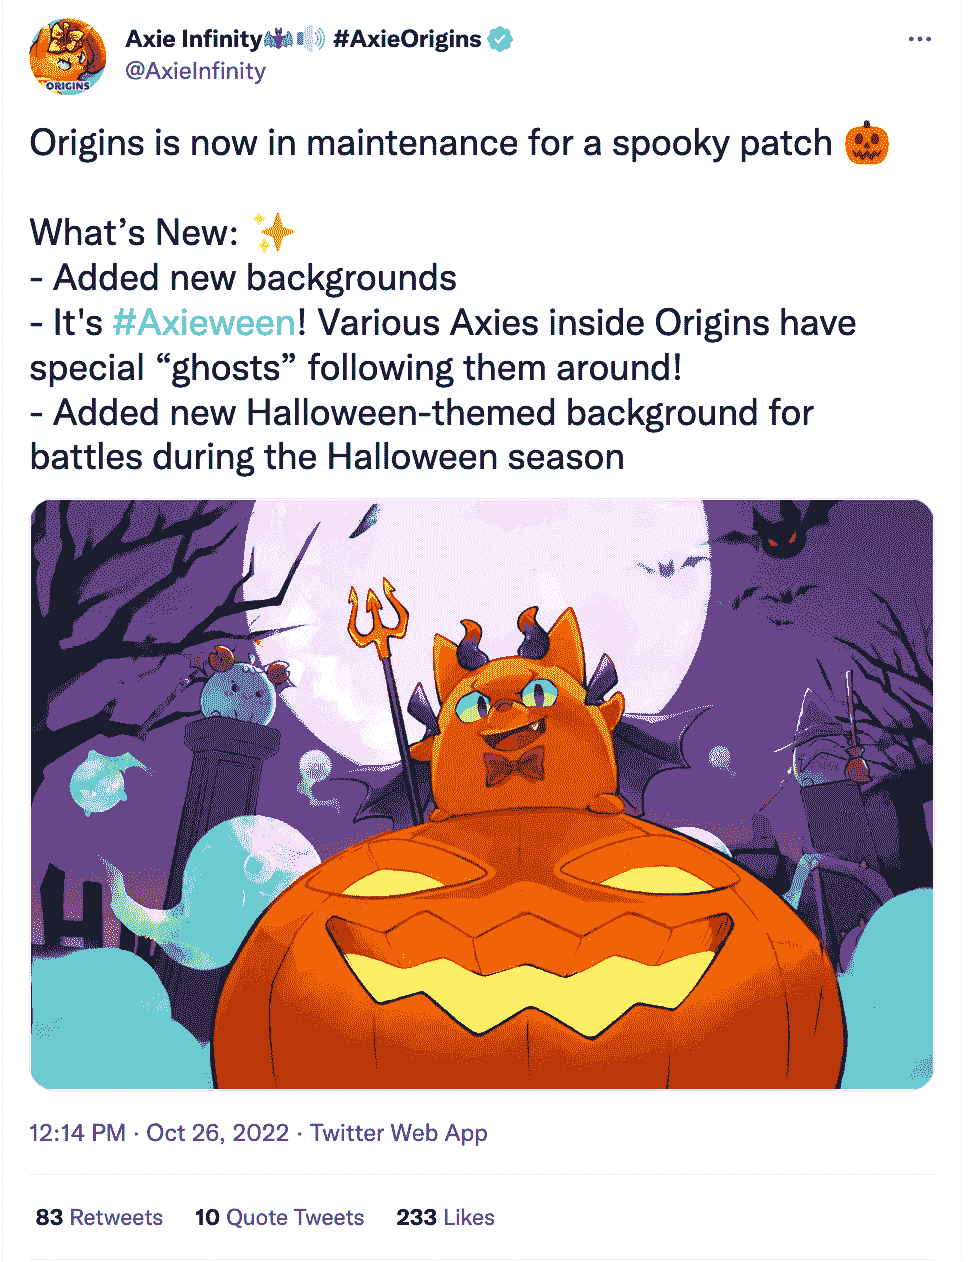 Axie Infinity🦇🔊 #AxieOrigins
@AxieInfinity
ORIGINS
Origins is now in maintenance for a spooky patch 🎃
What’s New: ✨
- Added new backgrounds
- It's #Axieween! Various Axies inside Origins have
special “ghosts” following them around!
- Added new Halloween-themed background for
battles during the Halloween season
12:14 PM · Oct 26, 2022 · Twitter Web App
83 Retweets 10 Quote Tweets 233 Likes